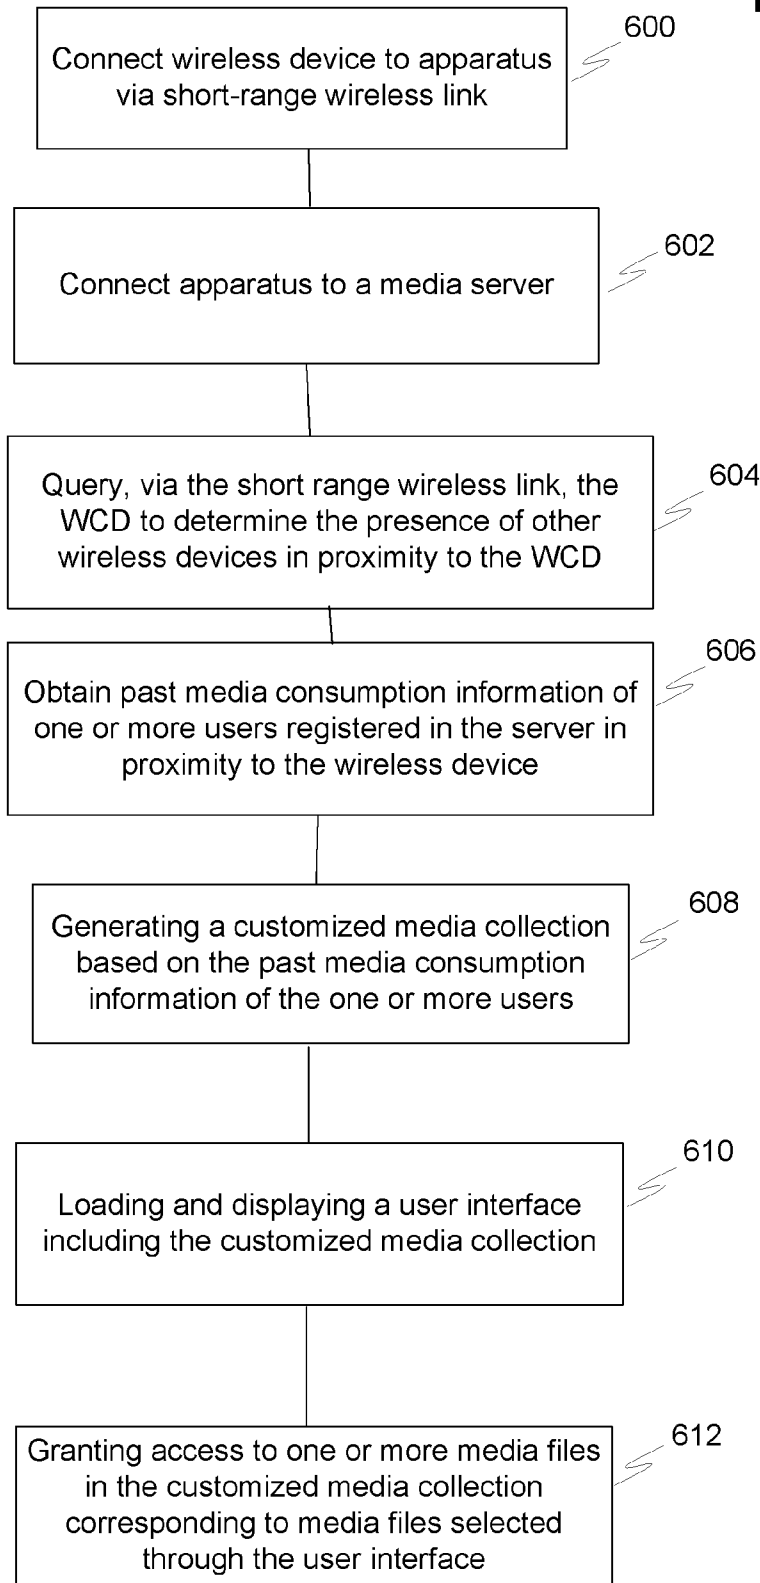 600
Connect wireless device to apparatus
via short-range wireless link
602
Connect apparatus to a media server
604
Query, via the short range wireless link, the
WCD to determine the presence of other
wireless devices in proximity to the WCD
606
Obtain past media consumption information of
one or more users registered in the server in
proximity to the wireless device
608
Generating a customized media collection
based on the past media consumption
information of the one or more users
610
Loading and displaying a user interface
including the customized media collection
612
Granting access to one or more media files
in the customized media collection
corresponding to media files selected
through the user interface